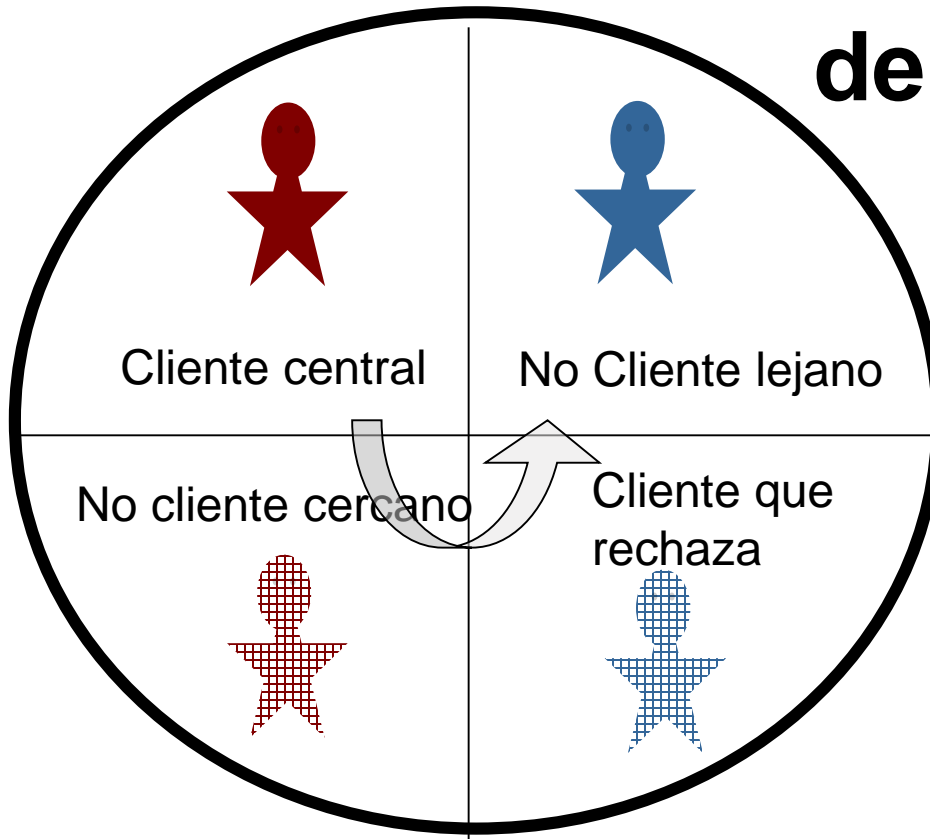 de
Cliente central
No Cliente lejano
No cliente cercano
Cliente que
rechaza